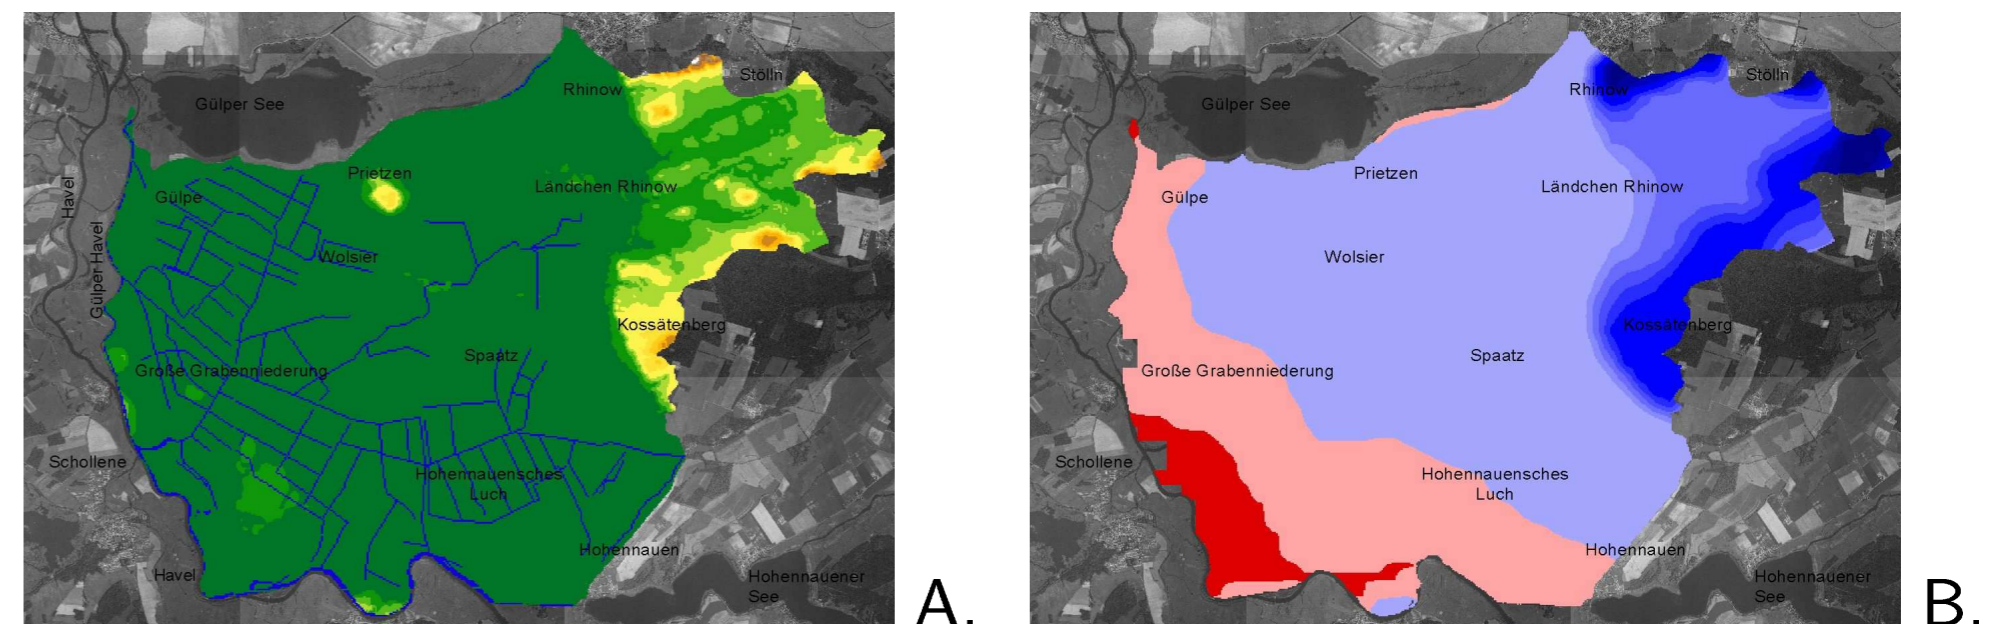 Stölln
Rhinow
Gülper See
Prietzen
Ländchen Rhinow
Gülpe
Havel
Gülper Havel
Wolsier
Kossätenberg
Spaatz
Große Grabenniederung
Schollene
Hohennauensches
Luch
Hohennauen
Havel
Hohennauener
See
A.
Stölln
Rhinow
Gülper See
Prietzen
Ländchen Rhinow
Gülpe
Wolsier
Kossätenberg
Spaatz
Große Grabenniederung
Schollene
Hohennauensches
Luch
Hohennauen
Hohennauener
See
B.